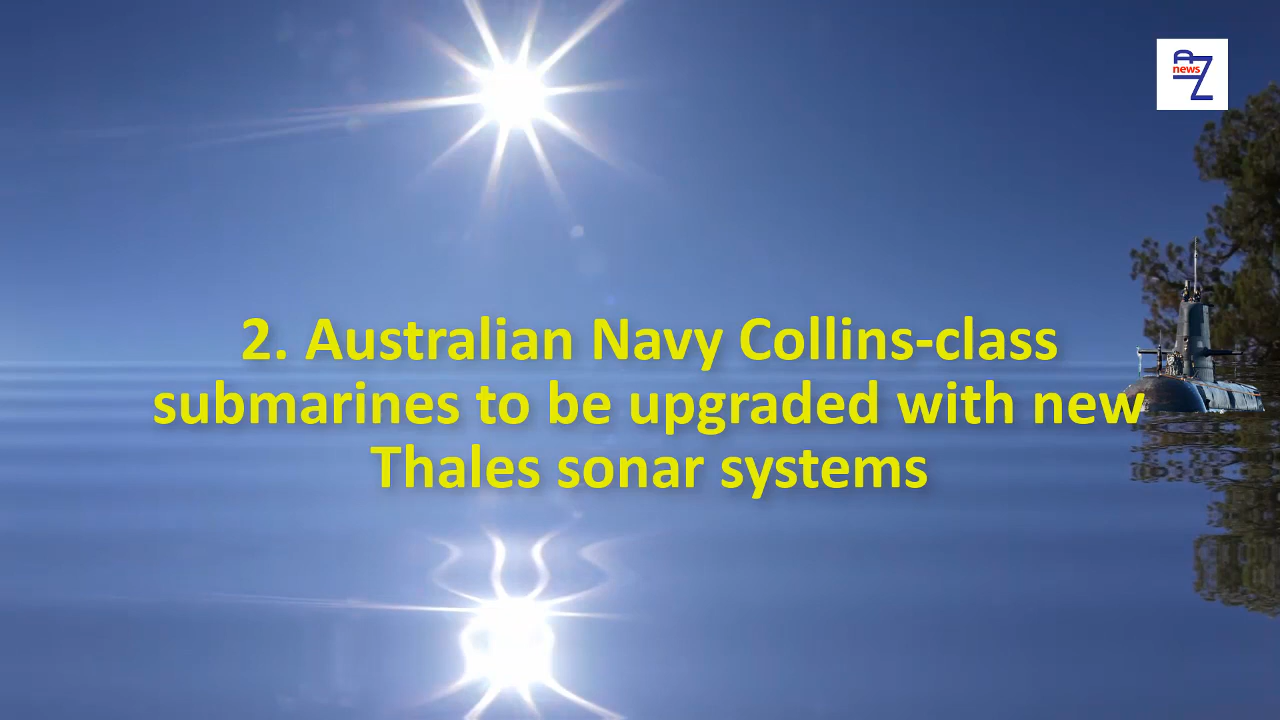 A
news
Z
2. Australian Navy Collins-class
submarines to be upgraded with new
Thales sonar systems